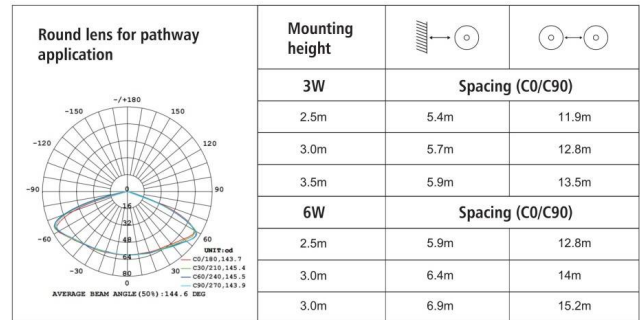 Round lens for pathway
application
Mounting
height
3W Spacing (C0/C90)
2.5m 5.4m 11.9m
3.0m 5.7m 12.8m
3.5m 5.9m 13.5m
6W Spacing (C0/C90)
2.5m 5.9m 12.8m
3.0m 6.4m 14m
3.0m 6.9m 15.2m
-/+180
-150 150
-120 120
-90 0 90
16
32
-60 60
48
UNIT:cd
64
C0/180,143.7
-30 30
C30/210,145.4
80
C60/240,145.5
0
C90/270,143.9
AVERAGE BEAM ANGLE(50%):144.6 DEG